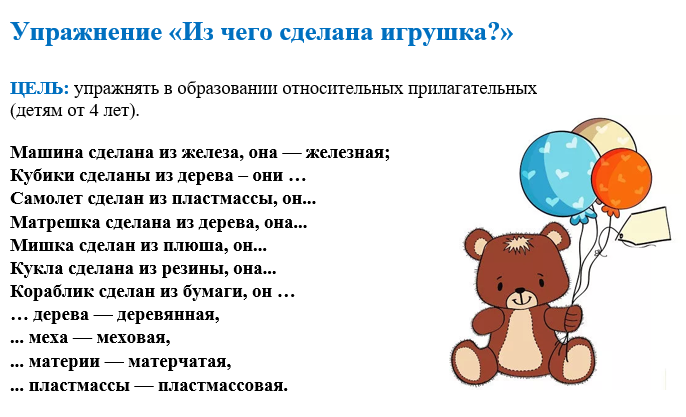 Упражнение «Из чего сделана игрушка?»
ЦЕЛЬ: упражнять в образовании относительных прилагательных
(детям от 4 лет).
Машина сделана из железа, она — железная;
Кубики сделаны из дерева – они …
Самолет сделан из пластмассы, он...
Матрешка сделана из дерева, она...
Мишка сделан из плюша, он...
Кукла сделана из резины, она...
Кораблик сделан из бумаги, он …
… дерева — деревянная,
... меха — меховая,
... материи — матерчатая,
... пластмассы — пластмассовая.